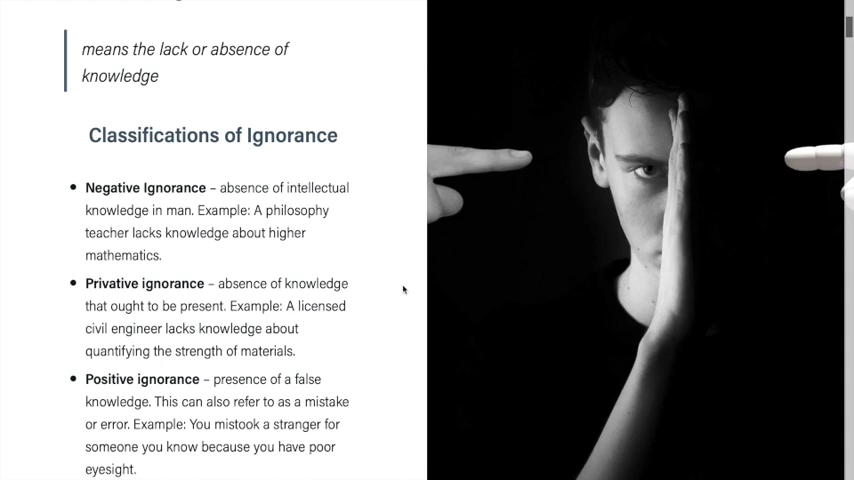 means the lack or absence of
knowledge
Classifications of Ignorance
• Negative Ignorance – absence of intellectual
knowledge in man. Example: A philosophy
teacher lacks knowledge about higher
mathematics.
• Privative ignorance – absence of knowledge
that ought to be present. Example: A licensed
civil engineer lacks knowledge about
quantifying the strength of materials.
• Positive ignorance – presence of a false
knowledge. This can also refer to as a mistake
or error. Example: You mistook a stranger for
someone you know because you have poor
eyesight.